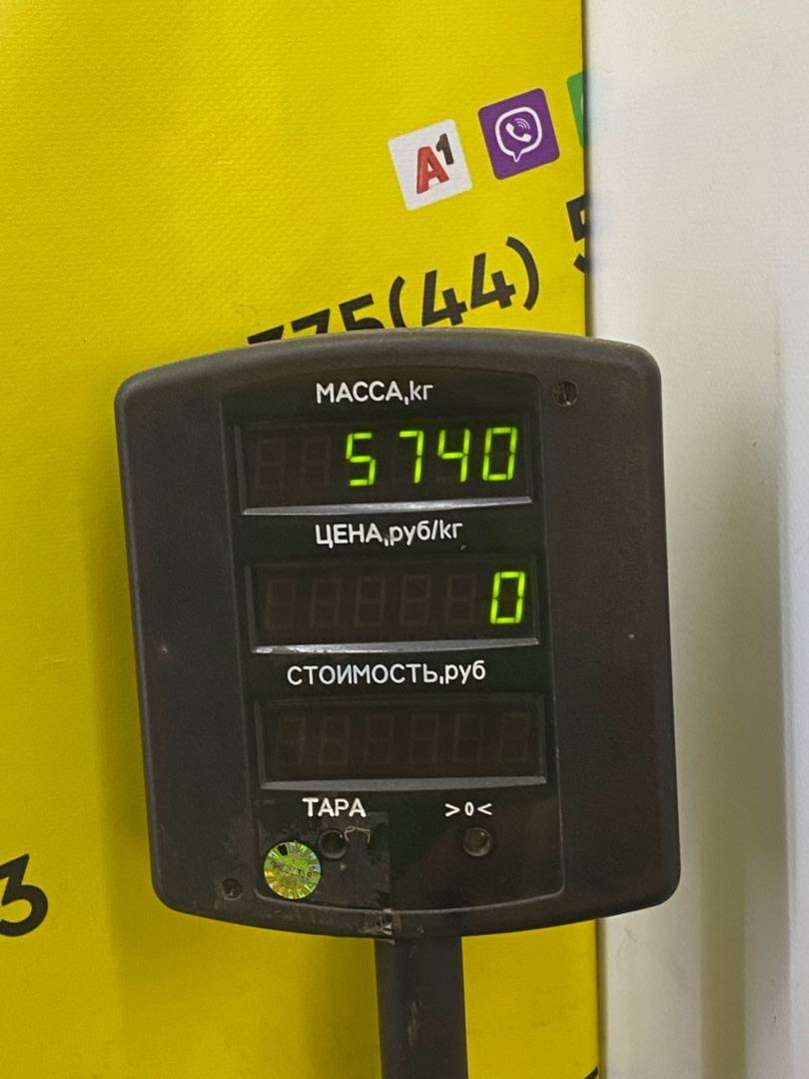 A1
375(44) 5
МАССА,кг
5740
ЦЕНА,руб/кг
0
СТОИМОСТЬ,руб
ТАРА >0<
3